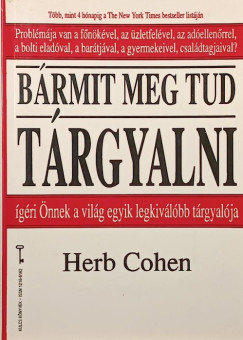 Több, mint 4 hónapig a The New York Times bestseller listáján
Problémája van a főnökével, az üzletfelével, az adóellenőrrel,
a bolti eladóval, a barátjával, a gyermekeivel, családtagjaival?
BÁRMIT MEG TUD
TÁRGYALNI
ígéri Önnek a világ egyik legkiválóbb tárgyalója
Herb Cohen